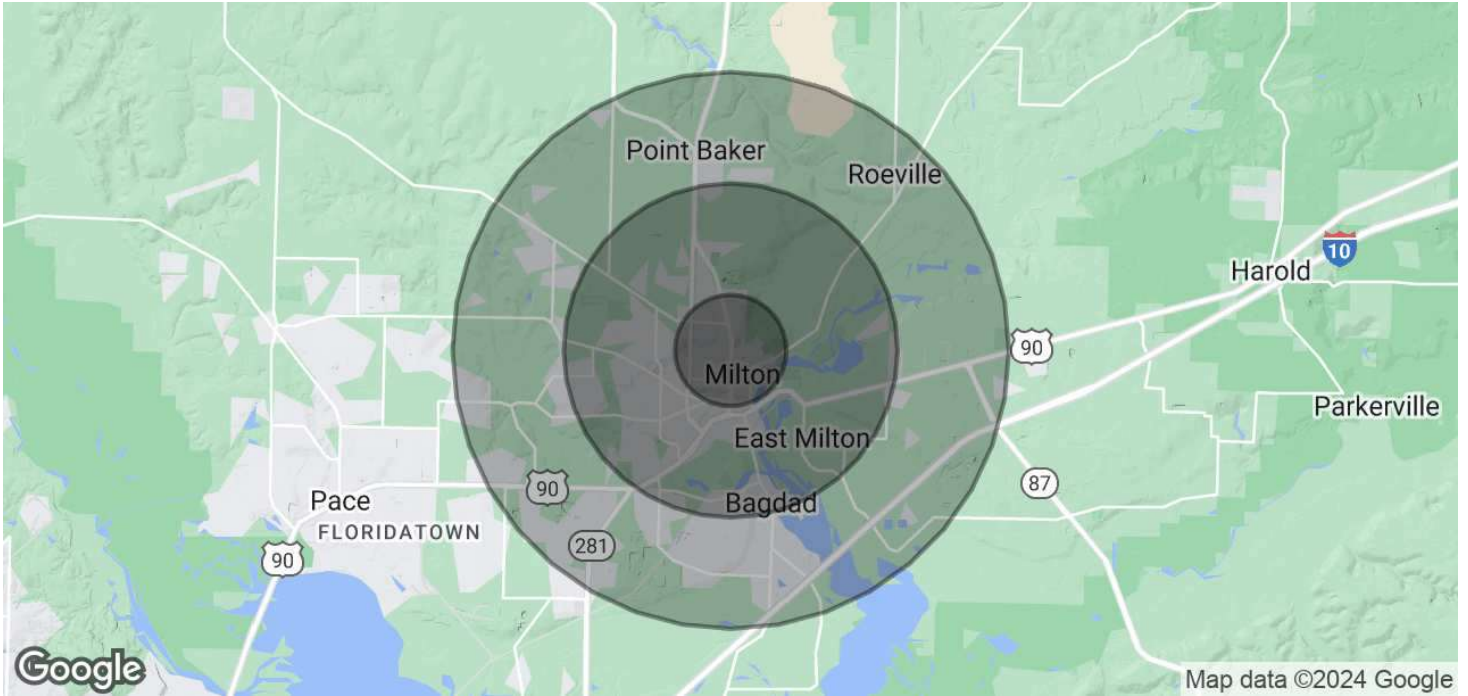 Point Baker
Roeville
10
Harold
90
Milton
Parkerville
East Milton
87
90
Bagdad
Pace
FLORIDATOWN
281
90
Google
Map data ©2024 Google